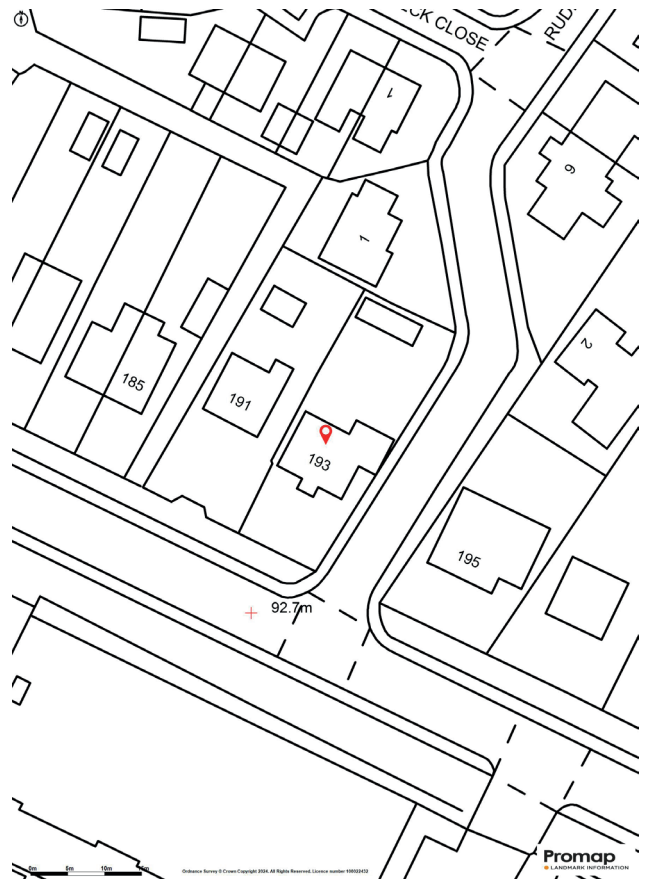 N
CK CLOSE
RUD
1
9
1
2
185
191
193
195
92.7m
0m 5m 10m
Ordnance Survey © Crown Copyright 2024. All Rights Reserved. Licence number 100022432
Promap
LANDMARK INFORMATION